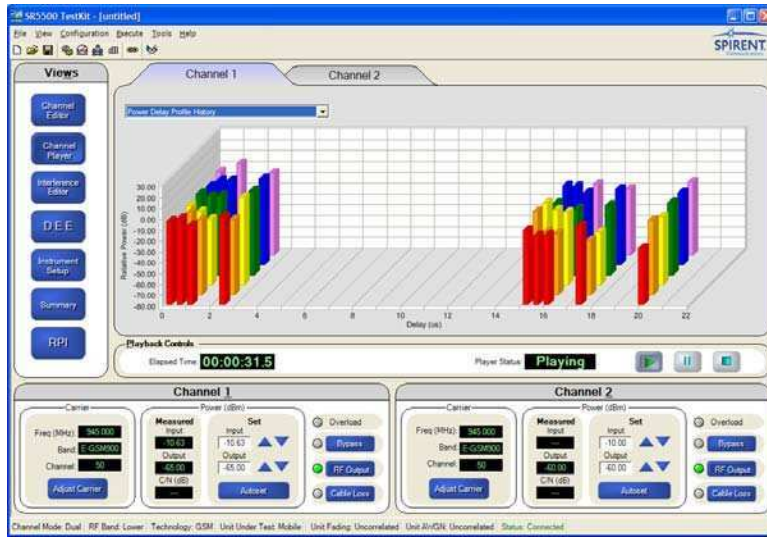 SR5500 TestKit - [untitled]
File View Configuration Execute Tools Help
SPIRENT
Views
Channel Editor
Channel Player
Interference Editor
DEE
Instrument Setup
Summary
RPI
Channel 1
Channel 2
Power Delay Profile History
Relative Power (dB)
30.00
20.00
10.00
0.00
-10.00
-20.00
-30.00
-40.00
-50.00
-60.00
-70.00
-80.00
0 2 4 6 8 10 12 14 16 18 20 22
Delay (us)
Playback Controls
Elapsed Time 00:00:31.5
Player Status Playing
Channel 1
Carrier
Freq (MHz): 945.000
Band: E-GSM900
Channel: 50
Adjust Carrier
Power (dBm)
Measured
Input
-10.63
Output
-65.00
C/N (dB)
---
Set
Input
-10.63
Output
-65.00
Autoset
Overload
Bypass
RF Output
Cable Loss
Channel 2
Carrier
Freq (MHz): 945.000
Band: E-GSM900
Channel: 50
Adjust Carrier
Power (dBm)
Measured
Input
---
Output
-60.00
C/N (dB)
---
Set
Input
-10.00
Output
-60.00
Autoset
Overload
Bypass
RF Output
Cable Loss
Channel Mode: Dual RF Band: Lower Technology: GSM Unit Under Test: Mobile Unit Fading: Uncorrelated Unit AWGN: Uncorrelated Status: Connected